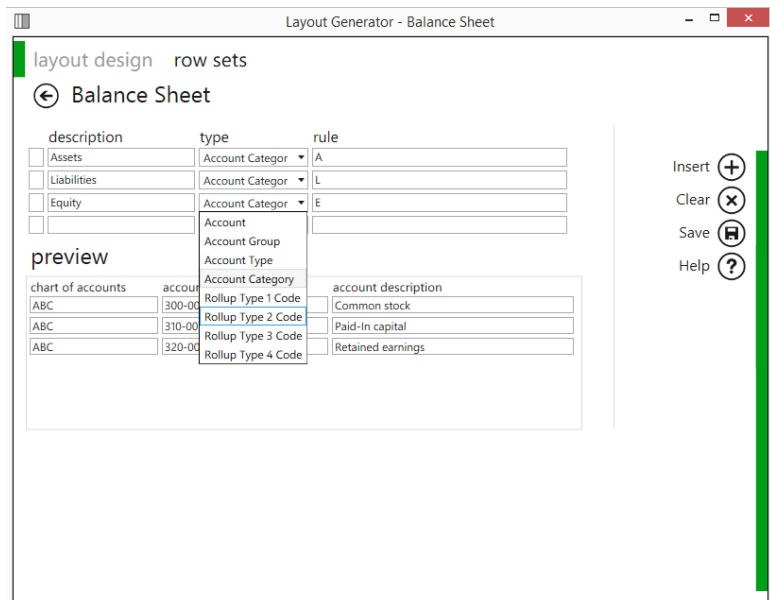 Layout Generator - Balance Sheet
layout design row sets
Balance Sheet
description type rule
Assets Account Categor A
Liabilities Account Categor L
Equity Account Categor E
Account
Account Group
Account Type
Account Category
Rollup Type 1 Code
Rollup Type 2 Code
Rollup Type 3 Code
Rollup Type 4 Code
Insert
Clear
Save
Help
preview
chart of accounts account description
ABC 300-00 Common stock
ABC 310-00 Paid-In capital
ABC 320-00 Retained earnings